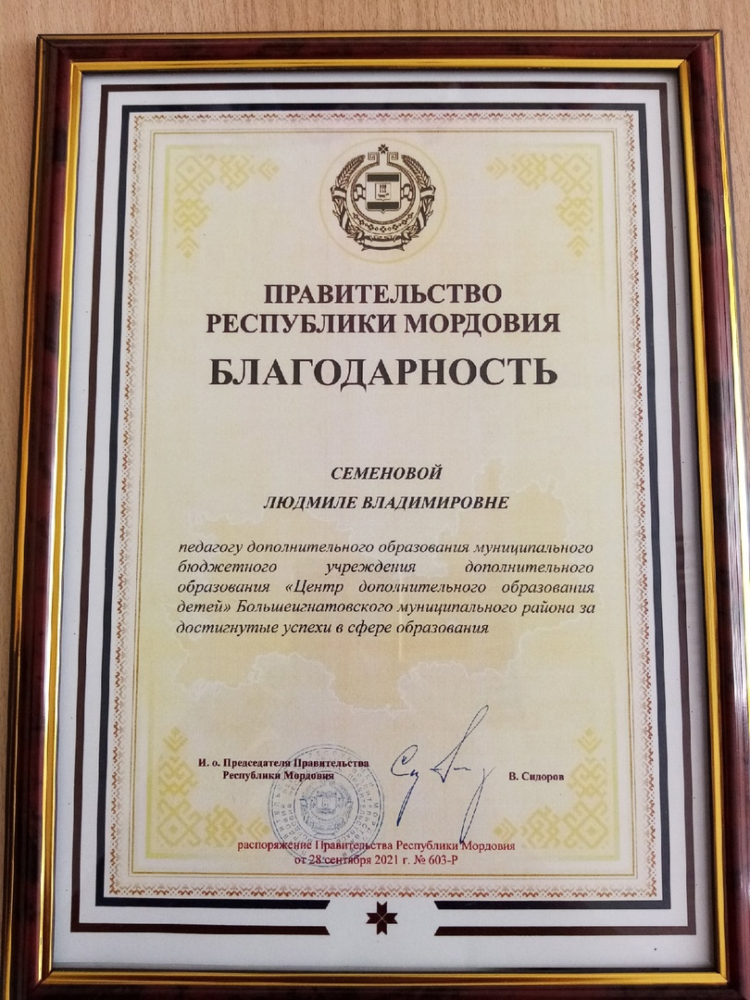 ПРАВИТЕЛЬСТВО
РЕСПУБЛИКИ МОРДОВИЯ
БЛАГОДАРНОСТЬ
СЕМЕНОВОЙ
ЛЮДМИЛЕ ВЛАДИМИРОВНЕ
педагогу дополнительного образования муниципального
бюджетного учреждения дополнительного
образования «Центр дополнительного образования
детей» Большеигнатовского муниципального района за
достигнутые успехи в сфере образования
И. о. Председателя Правительства
Республики Мордовия
В. Сидоров
распоряжение Правительства Республики Мордовия
от 28 сентября 2021 г. № 603-Р